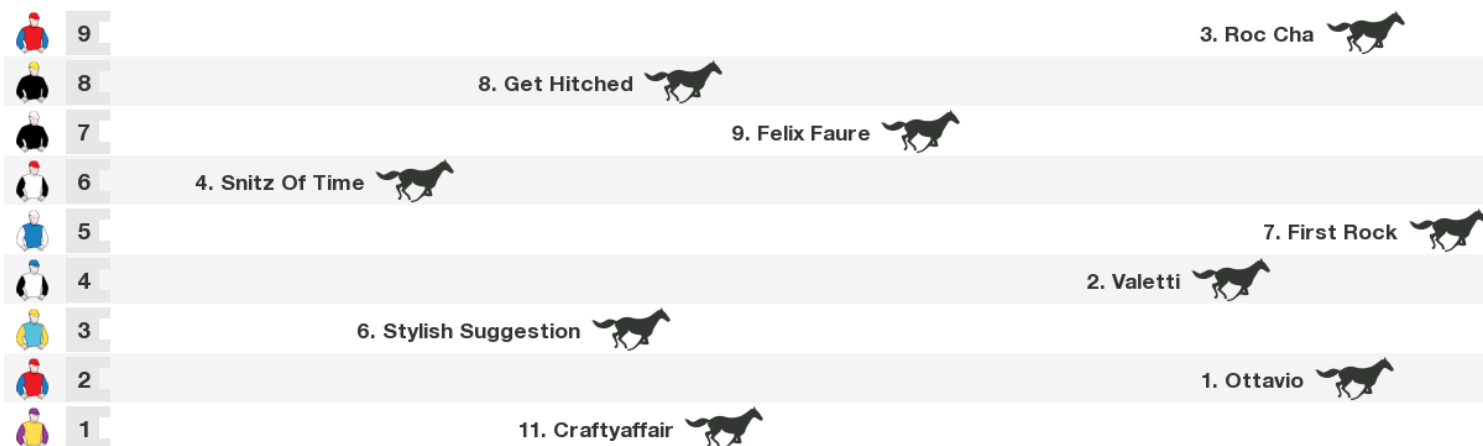 9 3. Roc Cha
8 8. Get Hitched
7 9. Felix Faure
6 4. Snitz Of Time
5 7. First Rock
4 2. Valetti
3 6. Stylish Suggestion
2 1. Ottavio
1 11. Craftyaffair